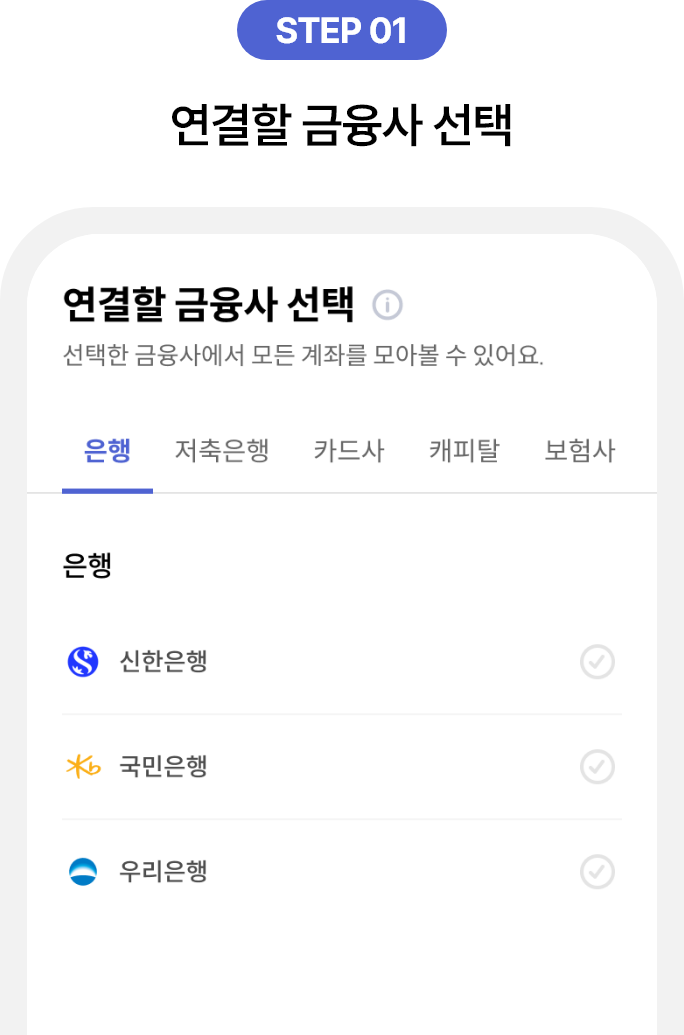 STEP 01
연결할 금융사 선택
연결할 금융사 선택
선택한 금융사에서 모든 계좌를 모아볼 수 있어요.
은행 저축은행 카드사 캐피탈 보험사
은행
신한은행
국민은행
우리은행